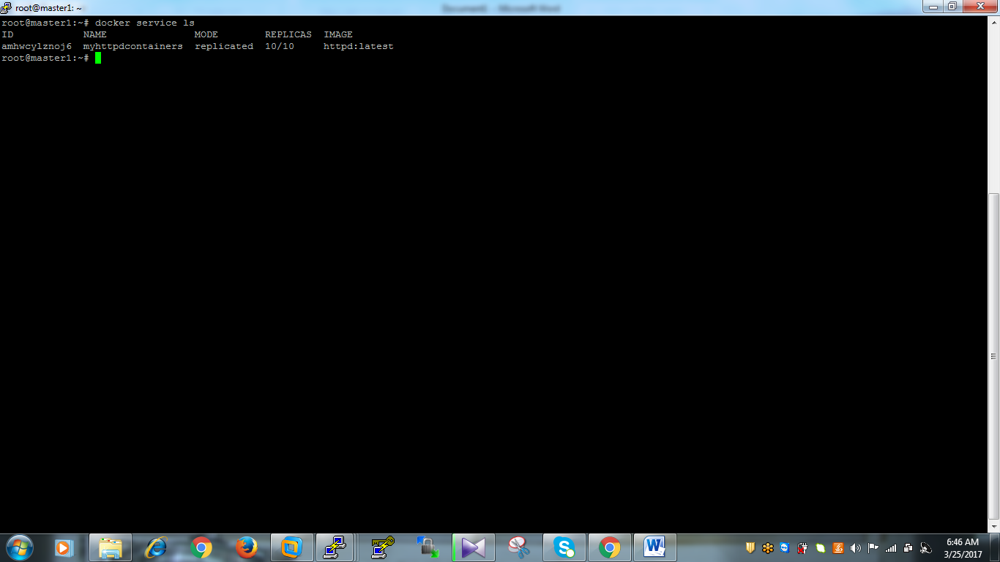 root@master1: ~
Document1 - Microsoft Word
root@master1:~# docker service ls
ID NAME MODE REPLICAS IMAGE
amhwcylznoj6 myhttpdcontainers replicated 10/10 httpd:latest
root@master1:~#
6:46 AM
3/25/2017